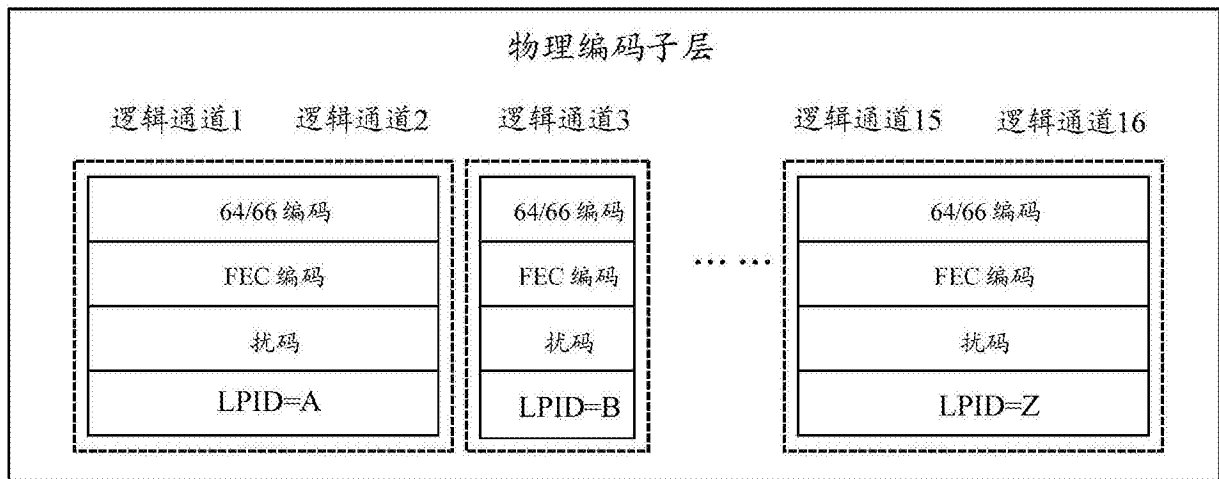 物理编码子层
逻辑通道1 逻辑通道2 逻辑通道3 逻辑通道15 逻辑通道16
64/66 编码 64/66 编码 64/66 编码
FEC 编码 FEC 编码 …… FEC 编码
扰码 扰码 扰码
LPID=A LPID=B LPID=Z